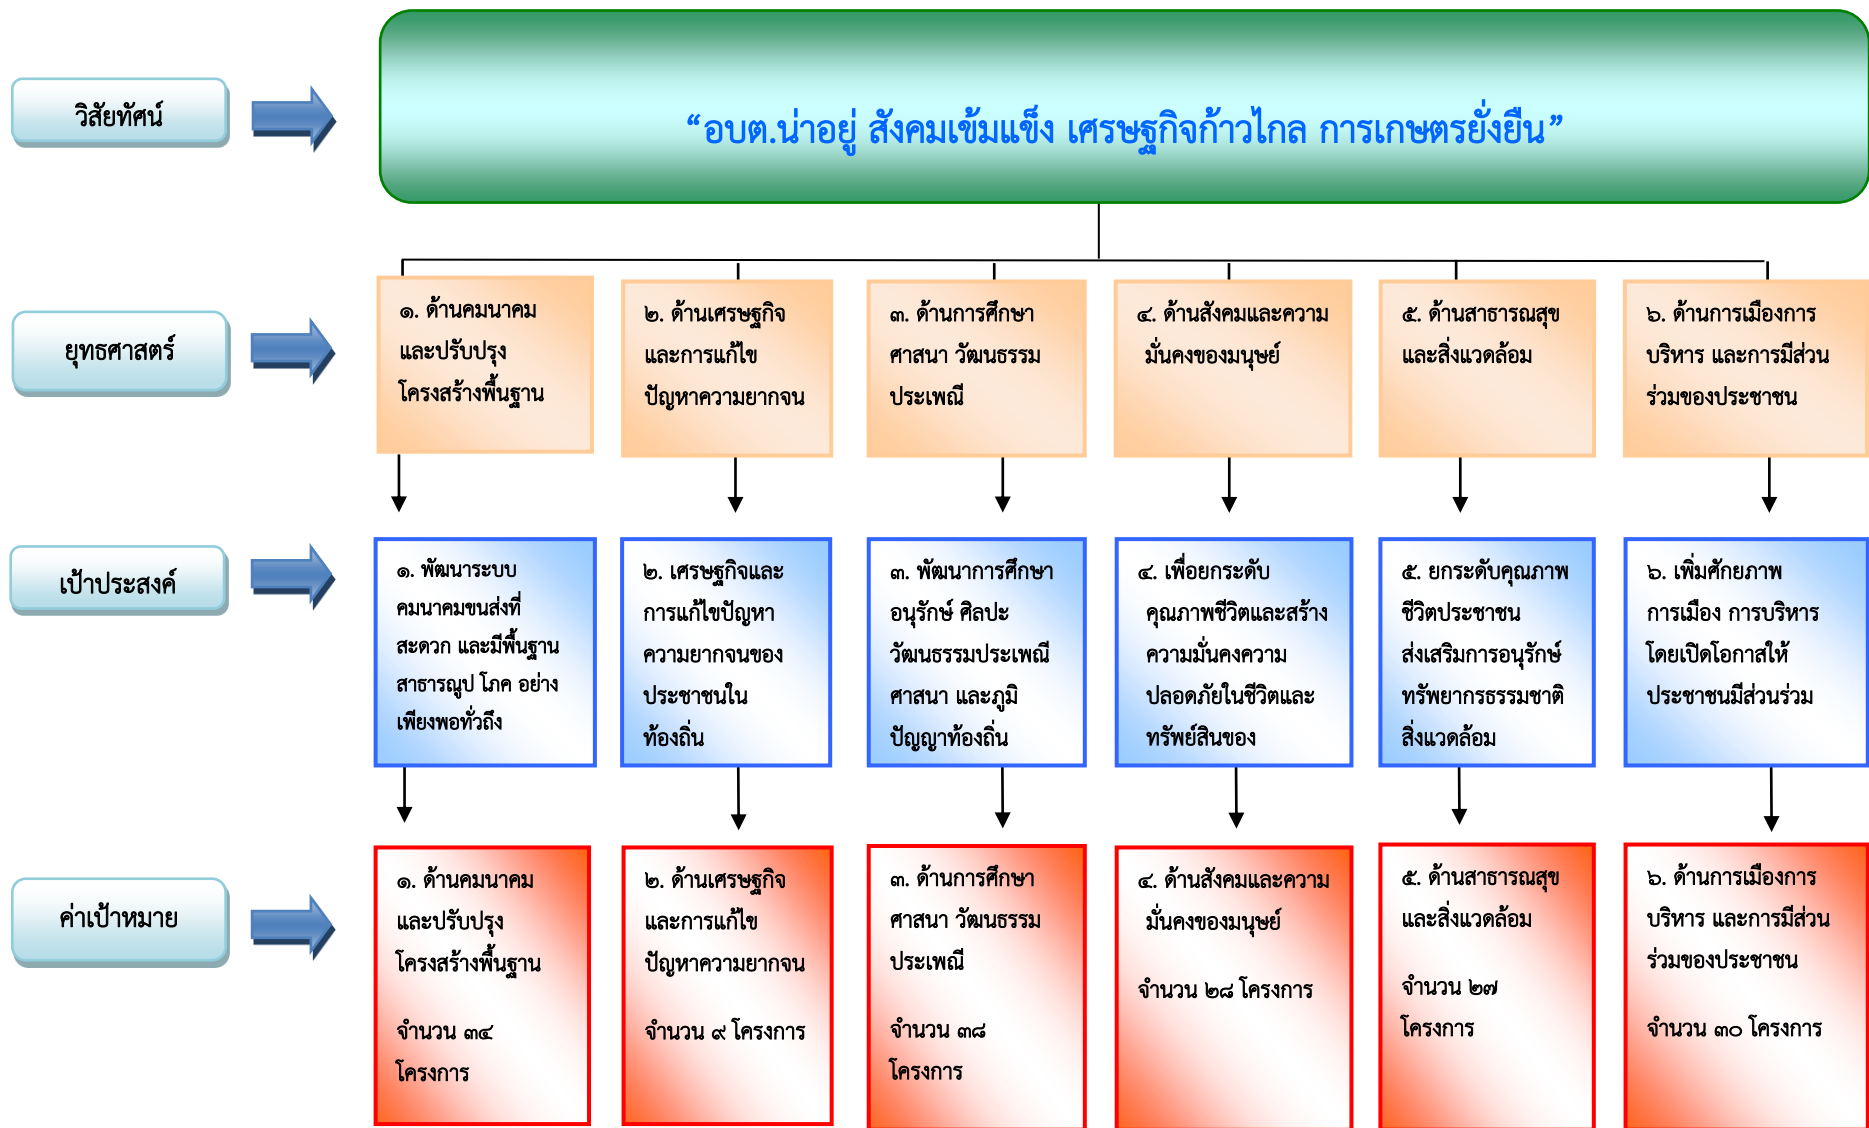 วิสัยทัศน์
“อบต.น่าอยู่ สังคมเข้มแข็ง เศรษฐกิจก้าวไกล การเกษตรยั่งยืน”
ยุทธศาสตร์
๑. ด้านคมนาคม
และปรับปรุง
โครงสร้างพื้นฐาน
๒. ด้านเศรษฐกิจ
และการแก้ไข
ปัญหาความยากจน
๓. ด้านการศึกษา
ศาสนา วัฒนธรรม
ประเพณี
๔. ด้านสังคมและความ
มั่นคงของมนุษย์
๕. ด้านสาธารณสุข
และสิ่งแวดล้อม
๖. ด้านการเมืองการ
บริหาร และการมีส่วน
ร่วมของประชาชน
เป้าประสงค์
๑. พัฒนาระบบ
คมนาคมขนส่งที่
สะดวก และมีพื้นฐาน
สาธารณูป โภค อย่าง
เพียงพอทั่วถึง
๒. เศรษฐกิจและ
การแก้ไขปัญหา
ความยากจนของ
ประชาชนใน
ท้องถิ่น
๓. พัฒนาการศึกษา
อนุรักษ์ ศิลปะ
วัฒนธรรมประเพณี
ศาสนา และภูมิ
ปัญญาท้องถิ่น
๔. เพื่อยกระดับ
คุณภาพชีวิตและสร้าง
ความมั่นคงความ
ปลอดภัยในชีวิตและ
ทรัพย์สินของ
๕. ยกระดับคุณภาพ
ชีวิตประชาชน
ส่งเสริมการอนุรักษ์
ทรัพยากรธรรมชาติ
สิ่งแวดล้อม
๖. เพิ่มศักยภาพ
การเมือง การบริหาร
โดยเปิดโอกาสให้
ประชาชนมีส่วนร่วม
ค่าเป้าหมาย
๑. ด้านคมนาคม
และปรับปรุง
โครงสร้างพื้นฐาน
จำนวน ๓๔
โครงการ
๒. ด้านเศรษฐกิจ
และการแก้ไข
ปัญหาความยากจน
จำนวน ๙ โครงการ
๓. ด้านการศึกษา
ศาสนา วัฒนธรรม
ประเพณี
จำนวน ๓๘
โครงการ
๔. ด้านสังคมและความ
มั่นคงของมนุษย์
จำนวน ๒๘ โครงการ
๕. ด้านสาธารณสุข
และสิ่งแวดล้อม
จำนวน ๒๗
โครงการ
๖. ด้านการเมืองการ
บริหาร และการมีส่วน
ร่วมของประชาชน
จำนวน ๓๐ โครงการ